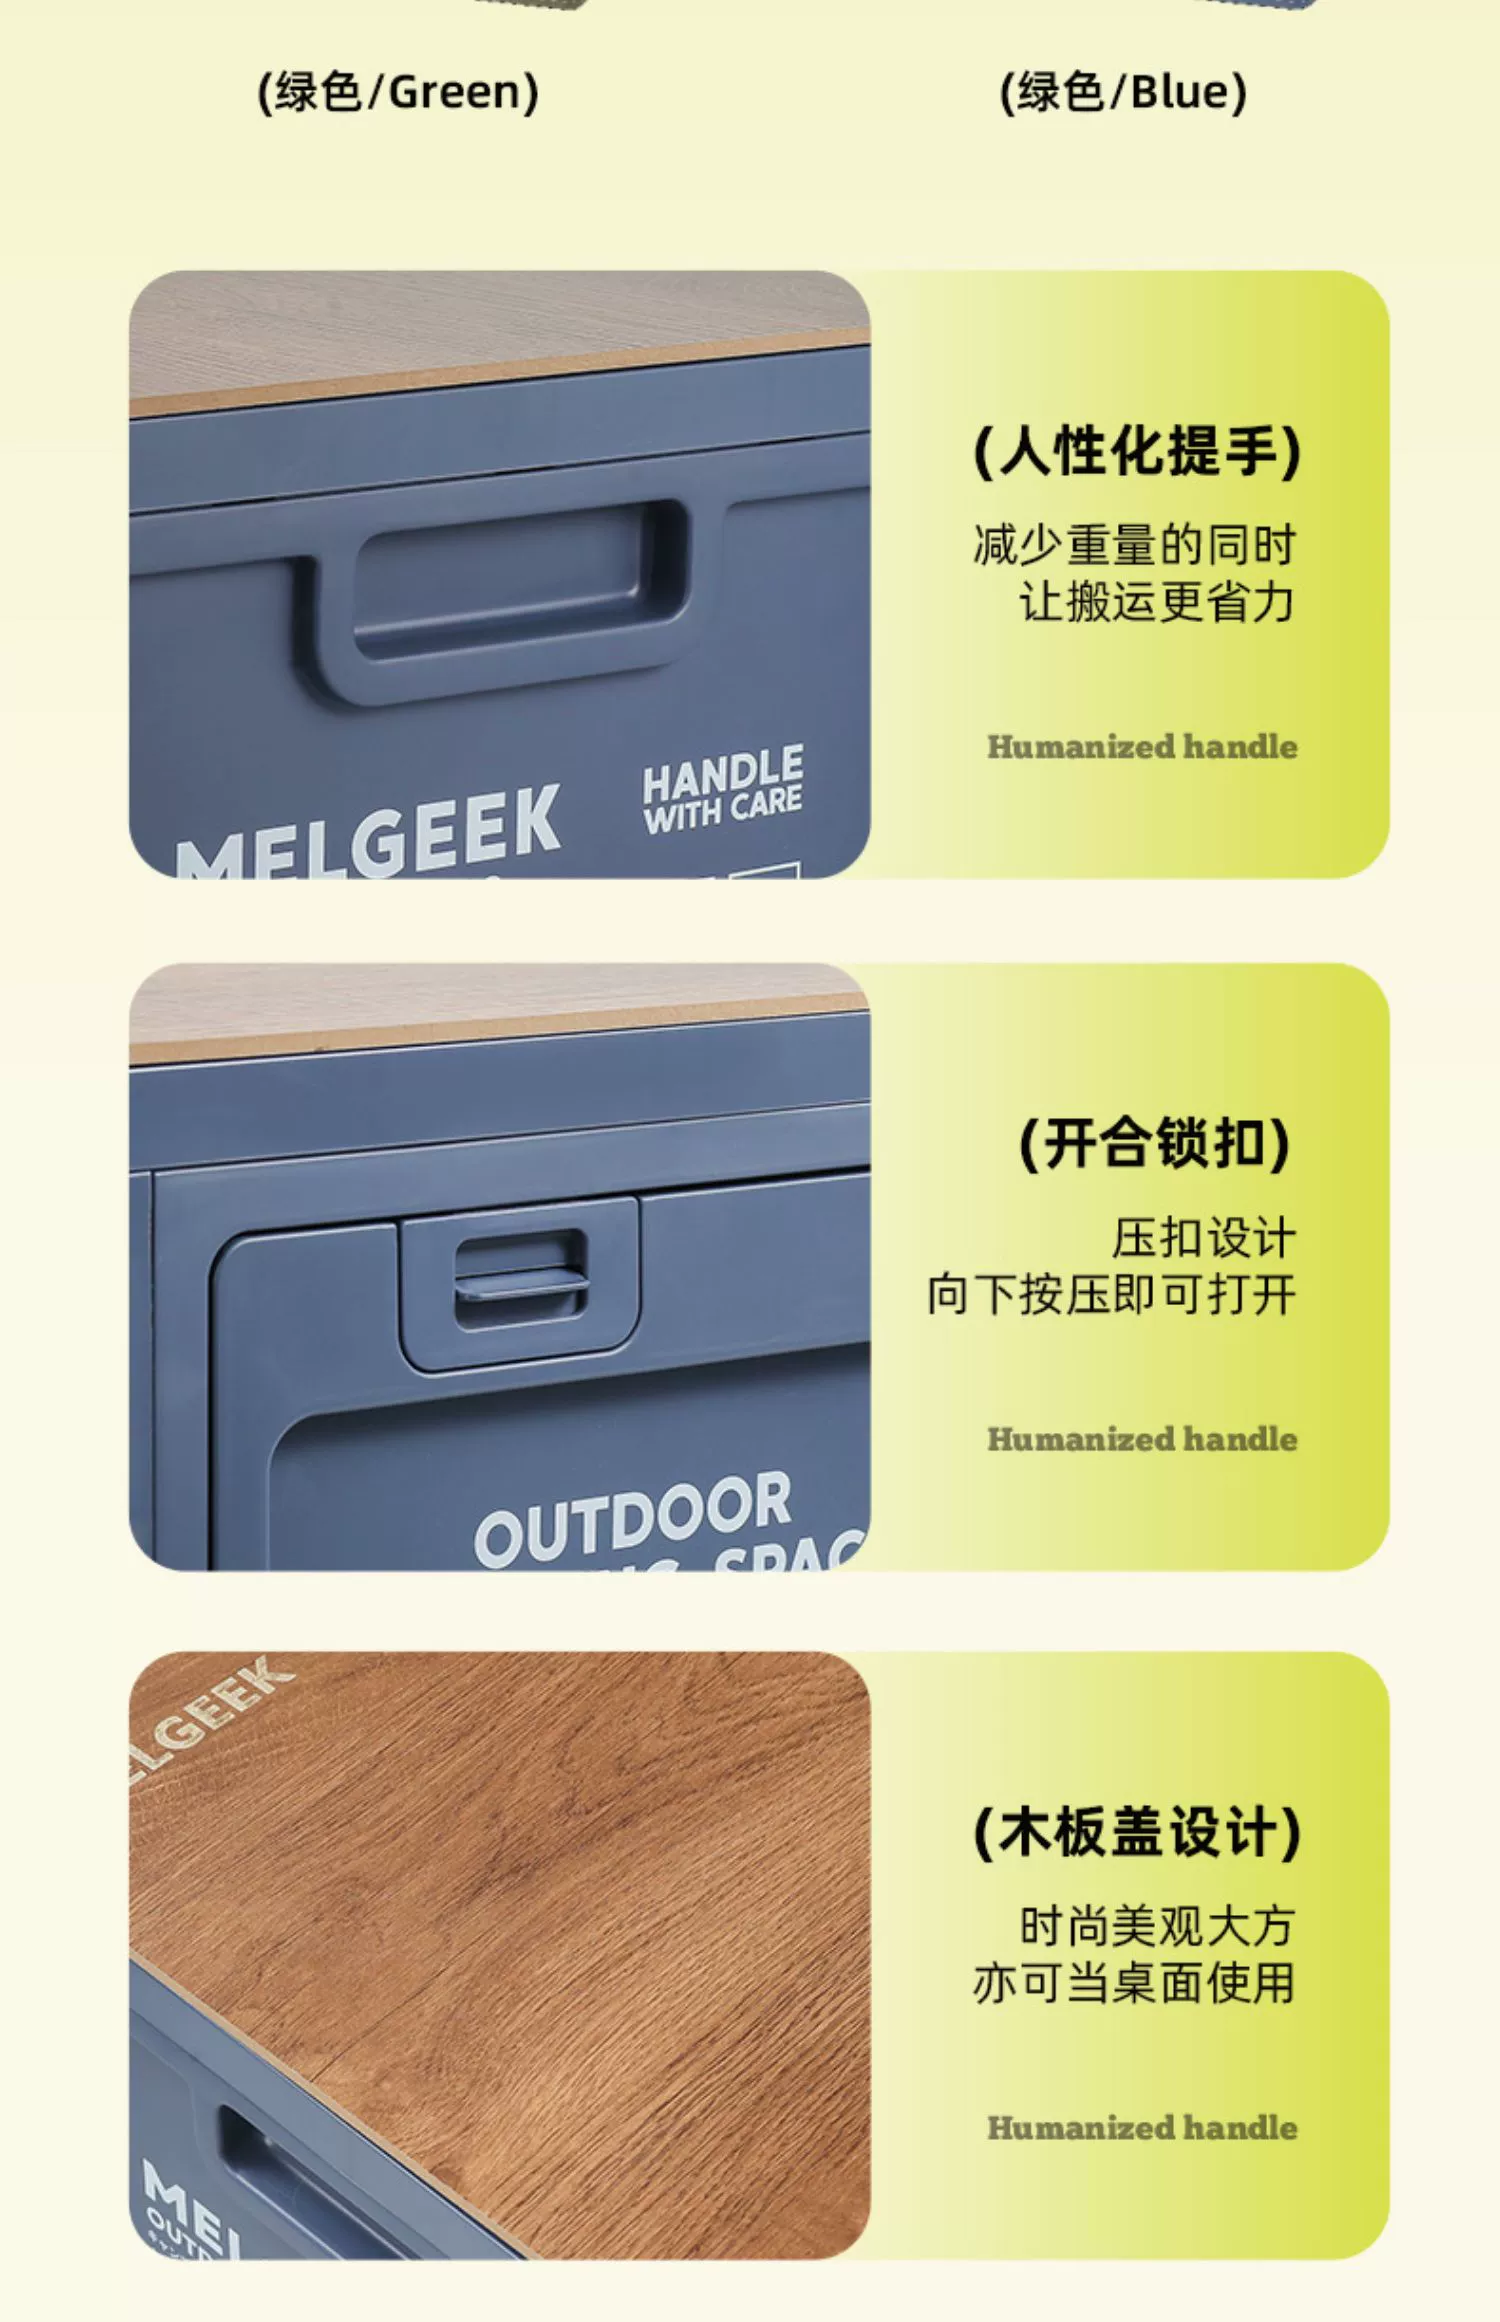 (绿色/Green)
(绿色/Blue)
(人性化提手)
减少重量的同时
让搬运更省力
Humanized handle
MELGEEK
HANDLE
WITH CARE
(开合锁扣)
压扣设计
向下按压即可打开
Humanized handle
OUTDOOR
SPAC
LGEEK
(木板盖设计)
时尚美观大方
亦可当桌面使用
Humanized handle
MEL
OUTD